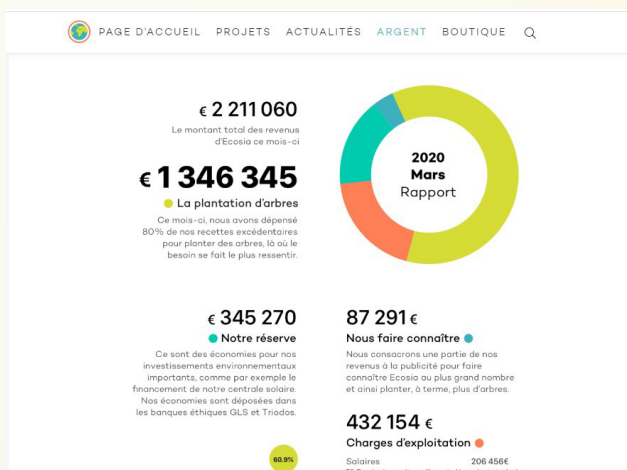 PAGE D'ACCUEIL PROJETS ACTUALITÉS ARGENT BOUTIQUE
€ 2 211 060
Le montant total des revenus
d'Ecosia ce mois-ci
€ 1 346 345
La plantation d'arbres
Ce mois-ci, nous avons dépensé
80% de nos recettes excédentaires
pour planter des arbres, là où le
besoin se fait le plus ressentir.
2020
Mars
Rapport
€ 345 270
Notre réserve
Ce sont des économies pour nos
investissements environnementaux
importants, comme par exemple le
financement de notre centrale solaire.
Nos économies sont déposées dans
les banques éthiques GLS et Triodos.
87 291 €
Nous faire connaître
Nous consacrons une partie de nos
revenus à la publicité pour faire
connaître Ecosia au plus grand nombre
et ainsi planter, à terme, plus d'arbres.
432 154 €
Charges d'exploitation
Salaires 206 456€
60.9%